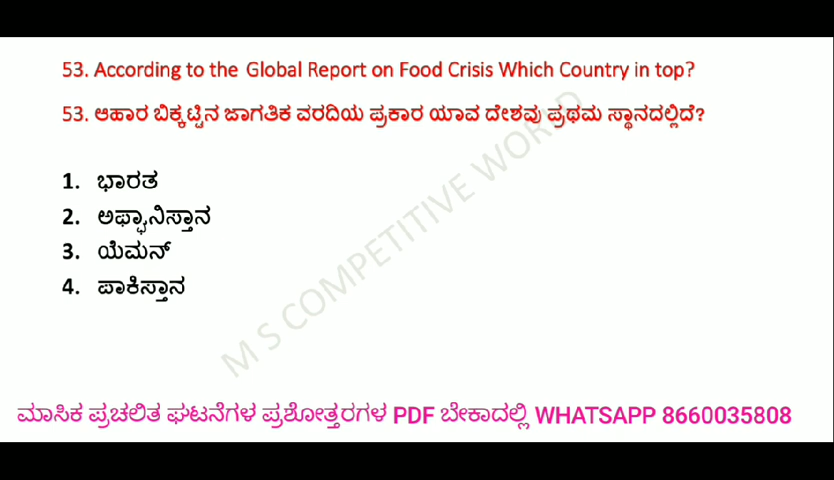 53. According to the Global Report on Food Crisis Which Country in top?
53. ಆಹಾರ ಬಿಕ್ಕಟ್ಟಿನ ಜಾಗತಿಕ ವರದಿಯ ಪ್ರಕಾರ ಯಾವ ದೇಶವು ಪ್ರಥಮ ಸ್ಥಾನದಲ್ಲಿದೆ?
1. ಭಾರತ
2. ಅಫ್ಘಾನಿಸ್ತಾನ
3. ಯೆಮನ್
4. ಪಾಕಿಸ್ತಾನ
M S COMPETITIVE WORLD
ಮಾಸಿಕ ಪ್ರಚಲಿತ ಘಟನೆಗಳ ಪ್ರಶೋತ್ತರಗಳ PDF ಬೇಕಾದಲ್ಲಿ WHATSAPP 8660035808